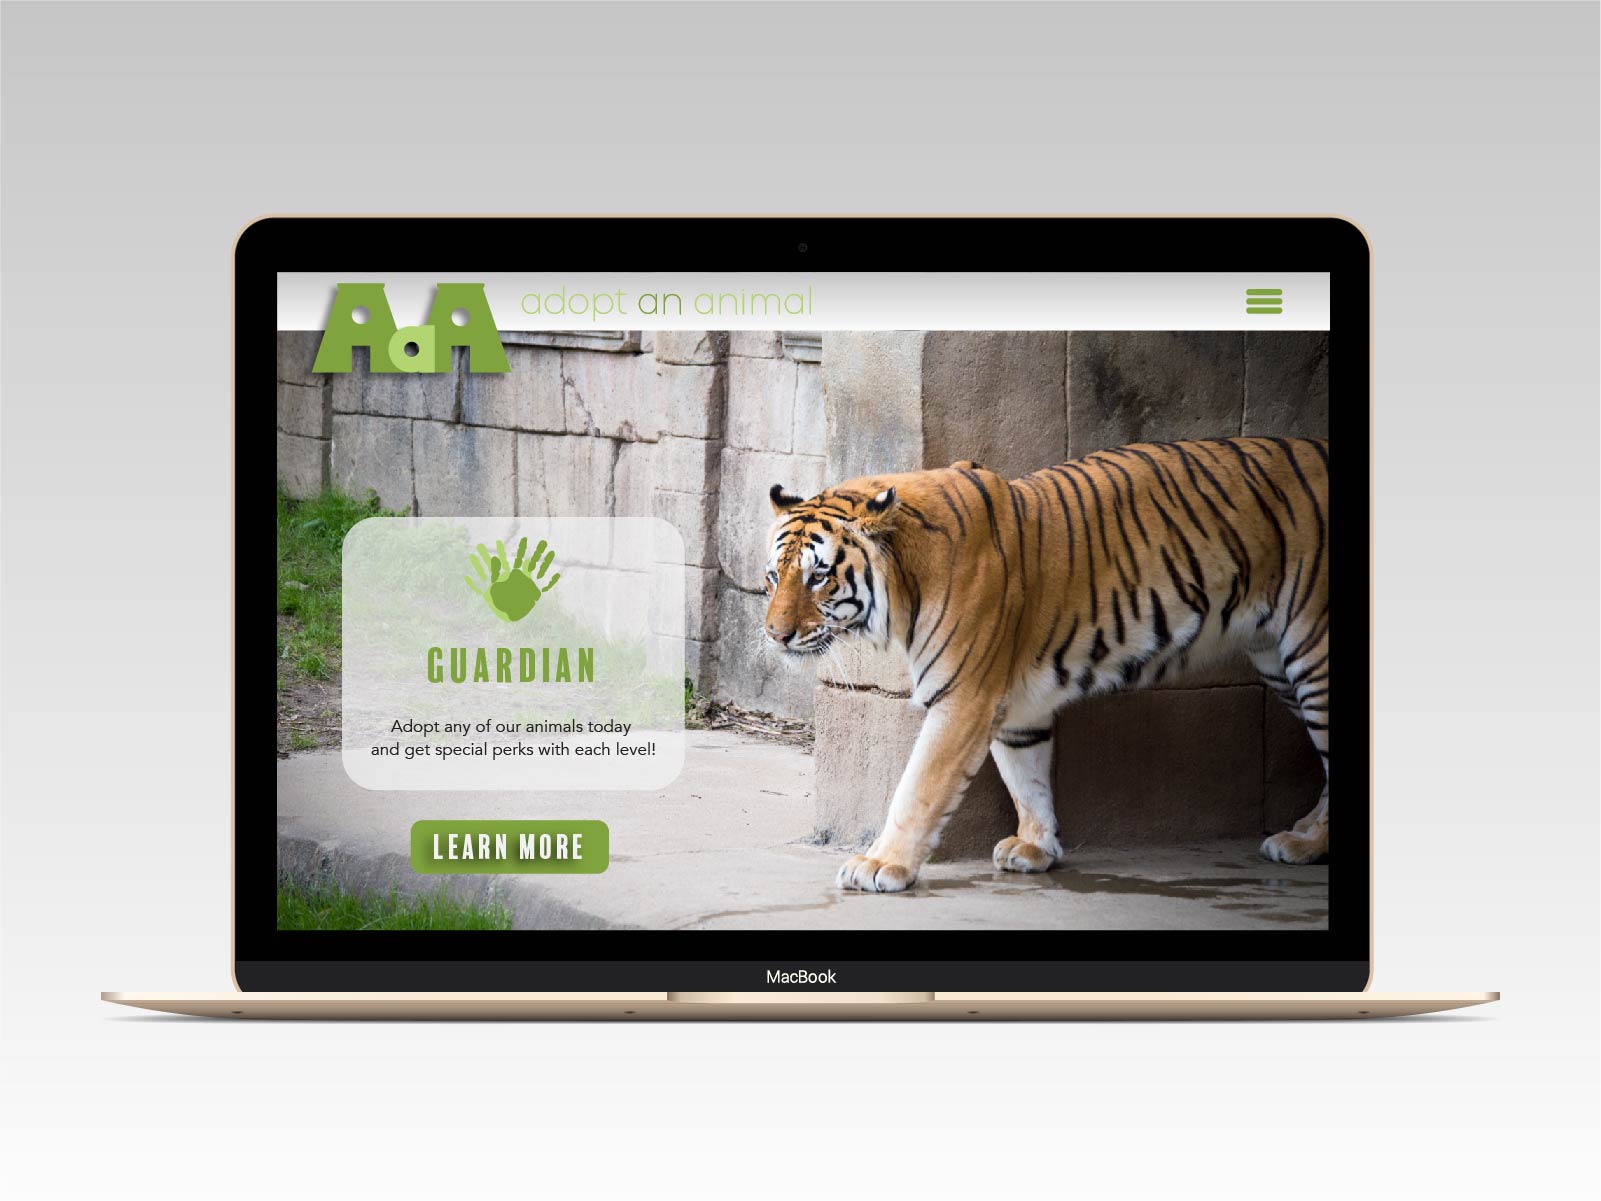 AaA
adopt an animal
GUARDIAN
Adopt any of our animals today
and get special perks with each level!
LEARN MORE
MacBook